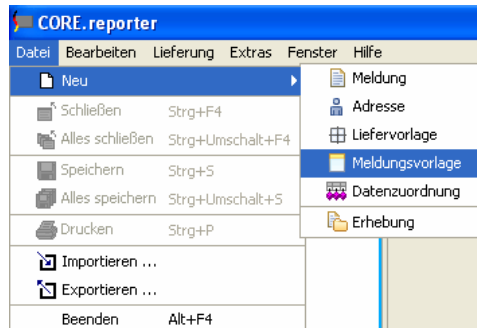 CORE.reporter
Datei Bearbeiten Lieferung Extras Fenster Hilfe
Neu
Schließen Strg+F4
Alles schließen Strg+Umschalt+F4
Speichern Strg+S
Alles speichern Strg+Umschalt+S
Drucken Strg+P
Importieren ...
Exportieren ...
Beenden Alt+F4
Meldung
Adresse
Liefervorlage
Meldungsvorlage
Datenzuordnung
Erhebung